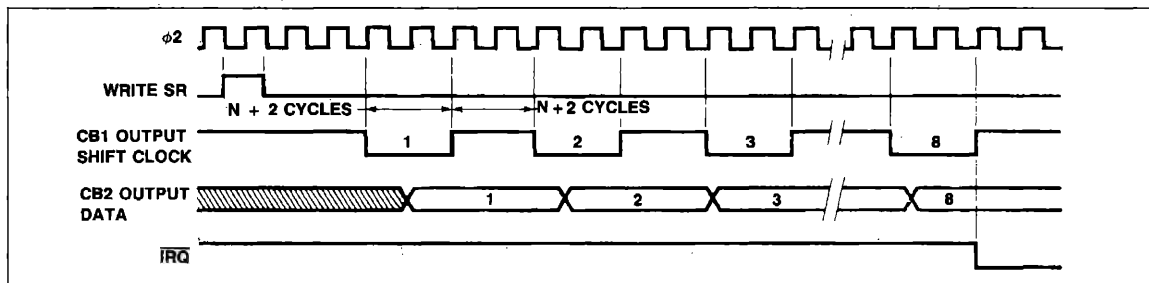 φ2
WRITE SR
N + 2 CYCLES N + 2 CYCLES
CB1 OUTPUT
SHIFT CLOCK
1 2 3 8
CB2 OUTPUT
DATA
1 2 3 8
IRQ